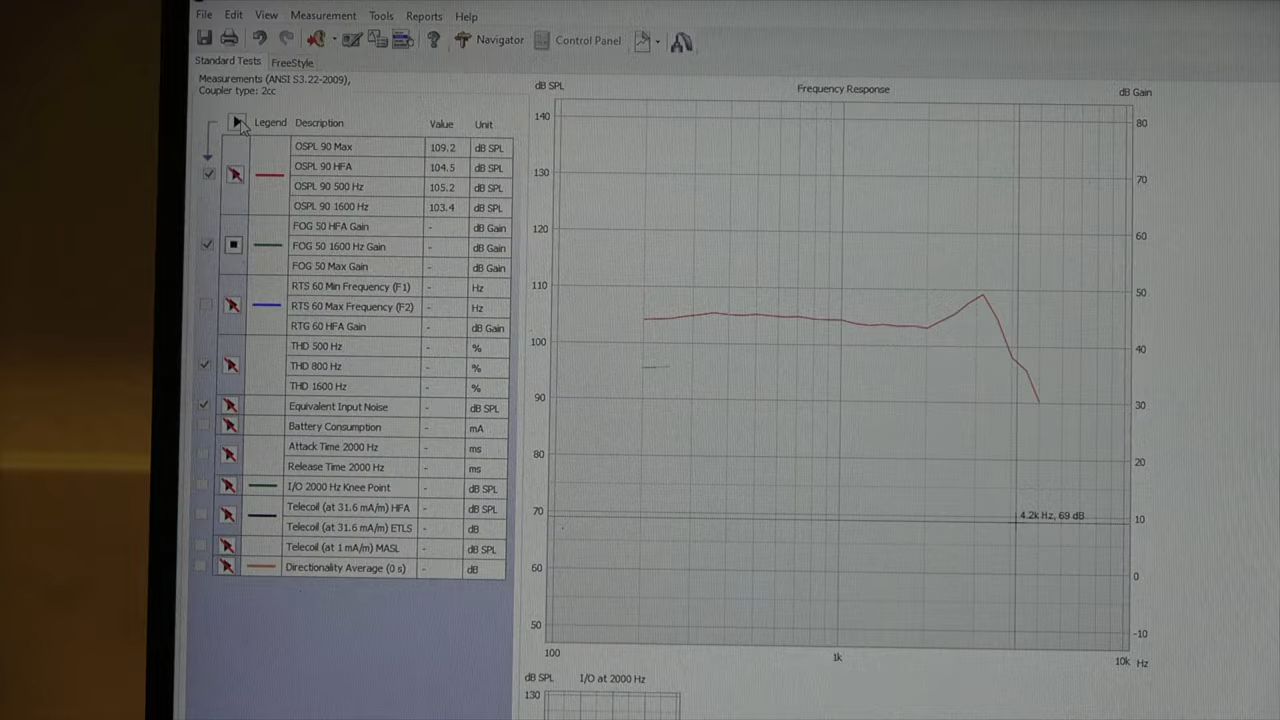 File Edit View Measurement Tools Reports Help
Navigator Control Panel
Standard Tests FreeStyle
Measurements (ANSI S3.22-2009),
Coupler type: 2cc
Legend Description Value Unit
OSPL 90 Max 109.2 dB SPL
OSPL 90 HFA 104.5 dB SPL
OSPL 90 500 Hz 105.2 dB SPL
OSPL 90 1600 Hz 103.4 dB SPL
FOG 50 HFA Gain - dB Gain
FOG 50 1600 Hz Gain - dB Gain
FOG 50 Max Gain - dB Gain
RTS 60 Min Frequency (F1) - Hz
RTS 60 Max Frequency (F2) - Hz
RTG 60 HFA Gain - dB Gain
THD 500 Hz - %
THD 800 Hz - %
THD 1600 Hz - %
Equivalent Input Noise - dB SPL
Battery Consumption - mA
Attack Time 2000 Hz - ms
Release Time 2000 Hz - ms
I/O 2000 Hz Knee Point - dB SPL
Telecoil (at 31.6 mA/m) HFA - dB SPL
Telecoil (at 31.6 mA/m) ETLS - dB
Telecoil (at 1 mA/m) MASL - dB SPL
Directionality Average (0 s) - dB
dB SPL Frequency Response dB Gain
140 80
130 70
120 60
110 50
100 40
90 30
80 20
4.2k Hz, 69 dB
70 10
60 0
50 -10
100 1k 10k Hz
dB SPL I/O at 2000 Hz
130